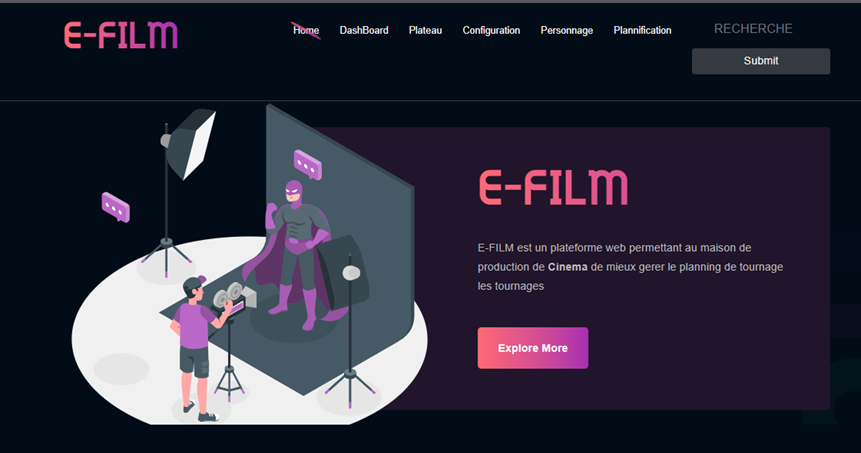 E-FILM
Home DashBoard Plateau Configuration Personnage Plannification
RECHERCHE
Submit
E-FILM
E-FILM est un plateforme web permettant au maison de
production de Cinema de mieux gerer le planning de tournage
les tournages
Explore More